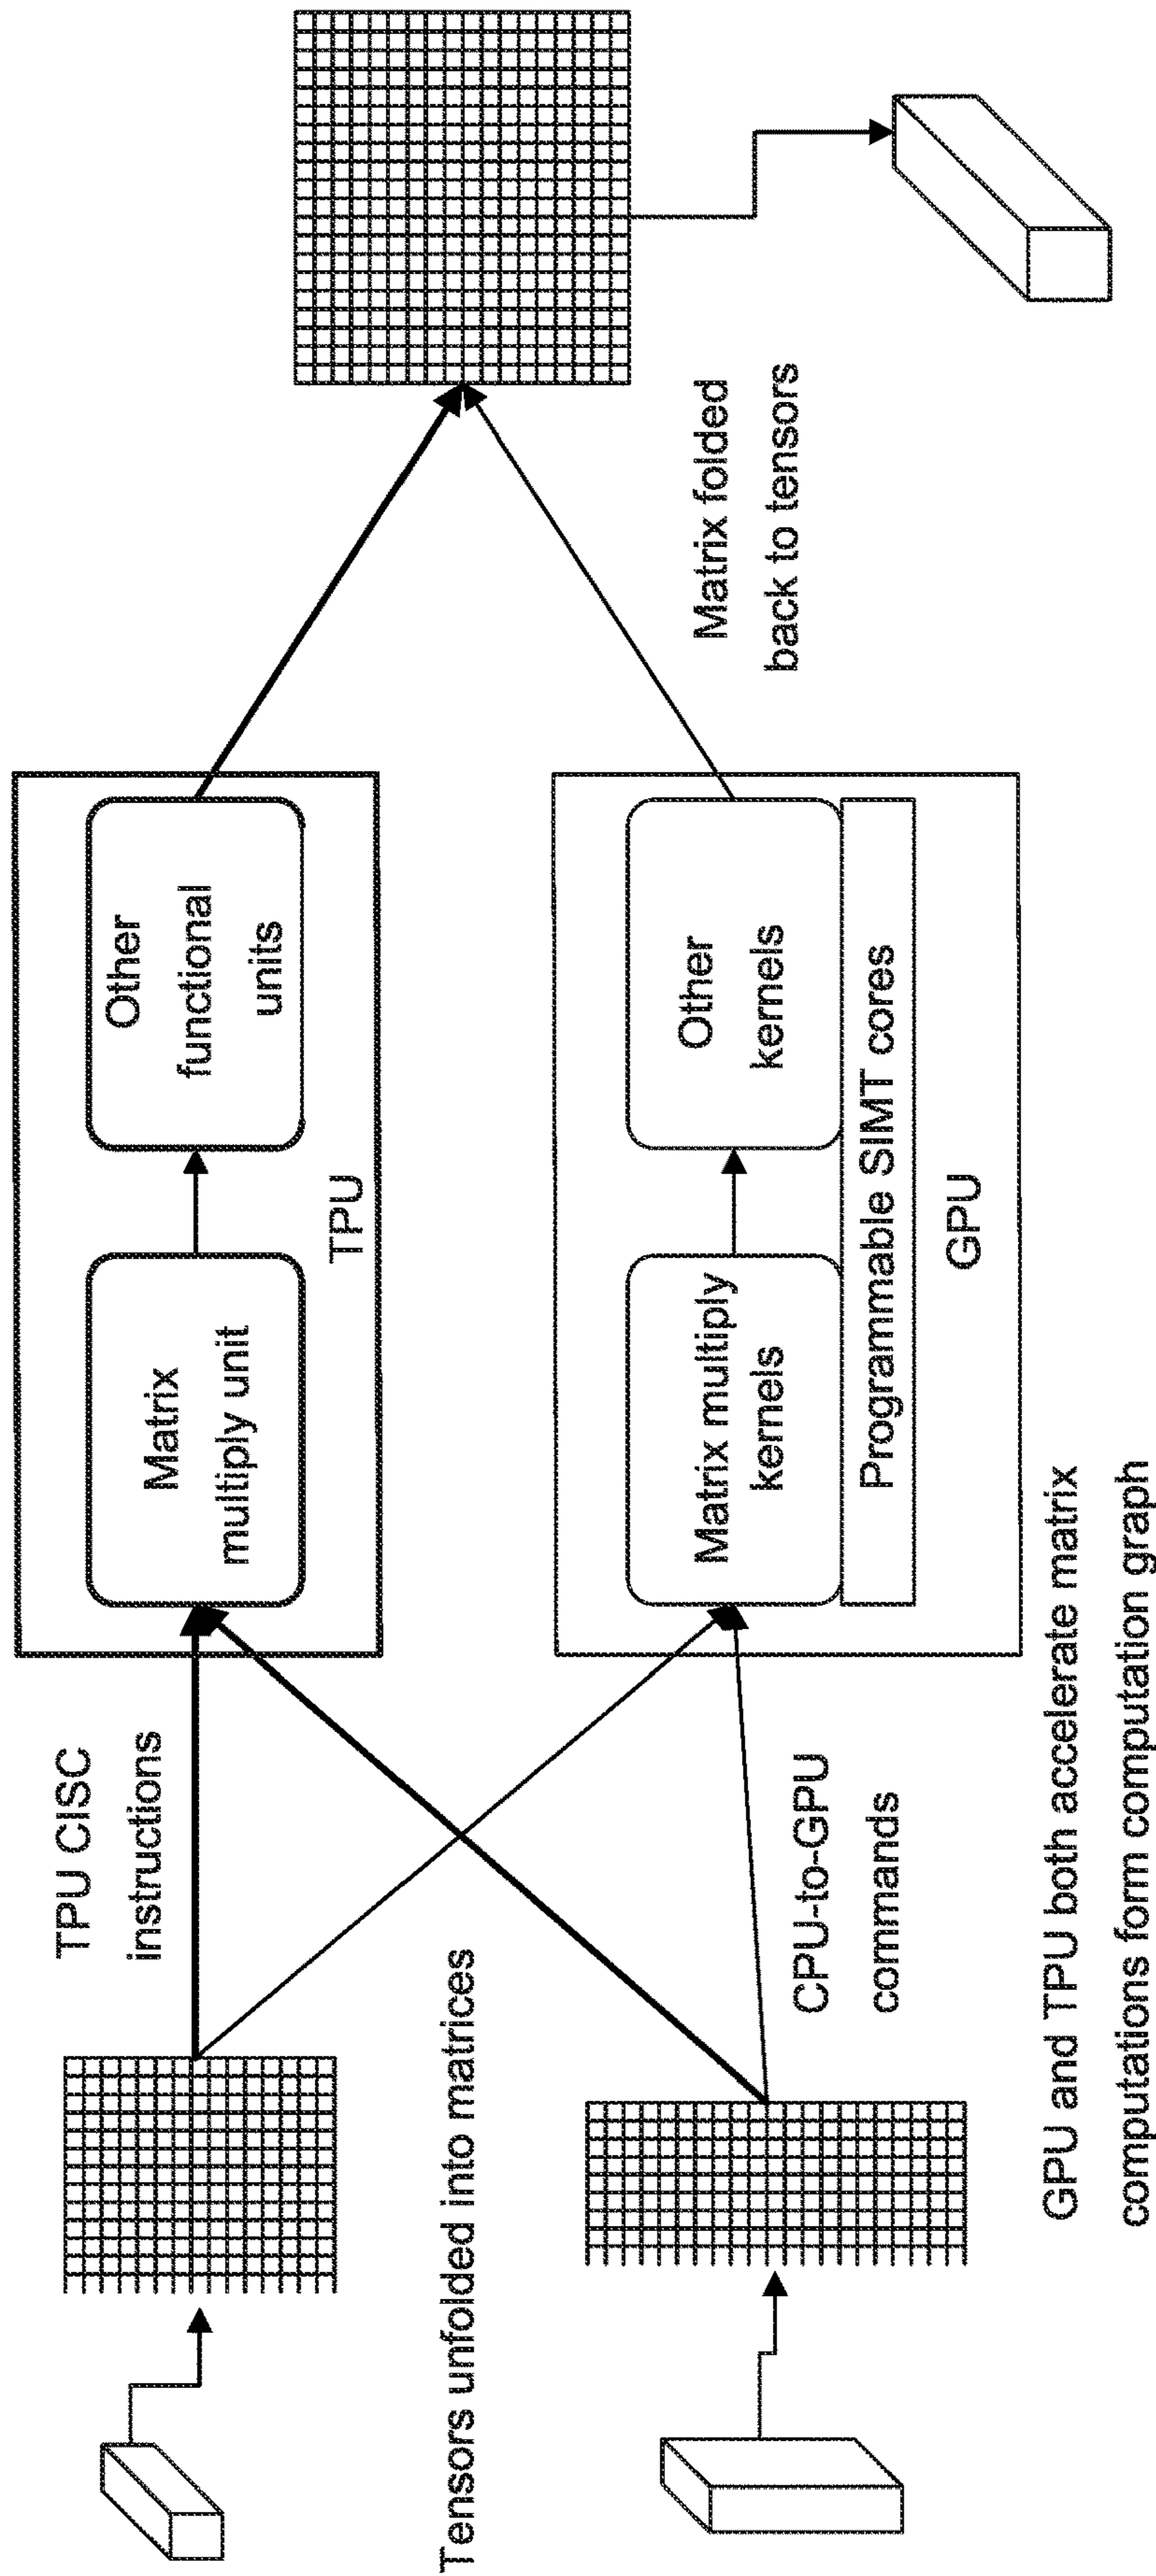 TPU CISC
instructions
Matrix
multiply unit
Other
functional
units
TPU
Tensors unfolded into matrices
CPU-to-GPU
commands
Matrix multiply
kernels
Other
kernels
Programmable SIMT cores
GPU
Matrix folded
back to tensors
GPU and TPU both accelerate matrix
computations form computation graph